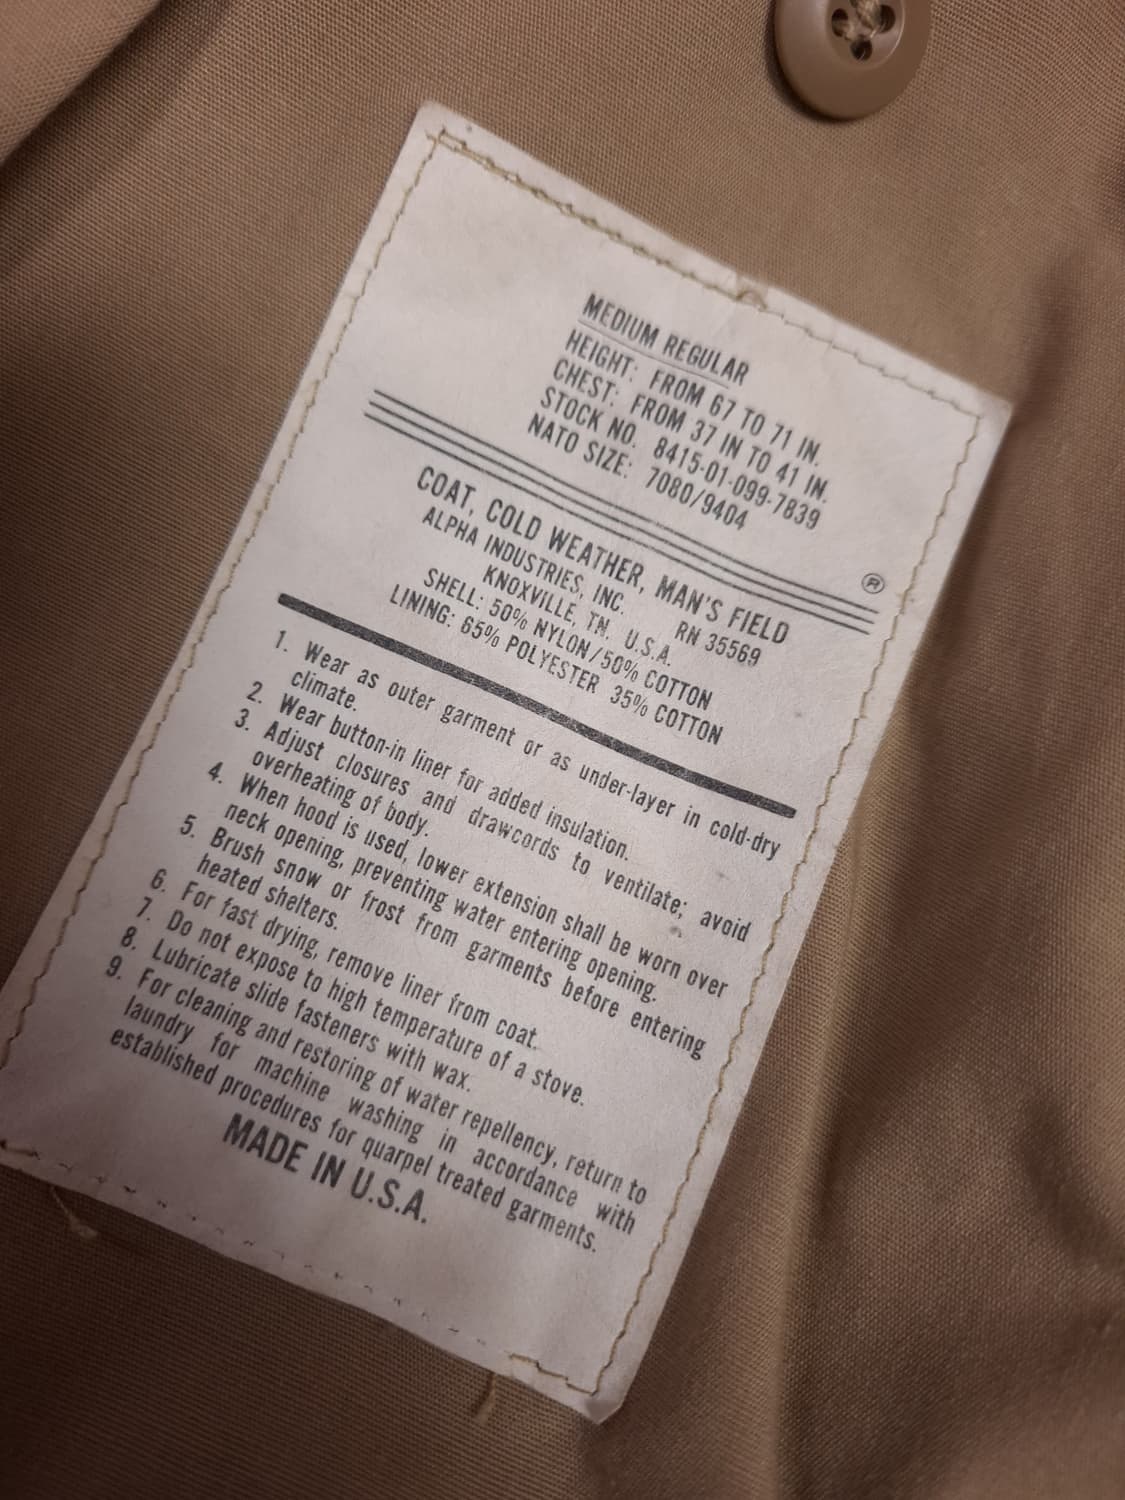 MEDIUM REGULAR
HEIGHT: FROM 67 TO 71 IN.
CHEST: FROM 37 IN TO 41 IN.
STOCK NO. 8415-01-099-7839
NATO SIZE: 7080/9404
®
COAT, COLD WEATHER, MAN'S FIELD
ALPHA INDUSTRIES, INC. RN 35569
KNOXVILLE, TN. U.S.A.
SHELL: 50% NYLON/50% COTTON
LINING: 65% POLYESTER 35% COTTON
1. Wear as outer garment or as under-layer in cold-dry
climate.
2. Wear button-in liner for added insulation.
3. Adjust closures and drawcords to ventilate; avoid
overheating of body.
4. When hood is used, lower extension shall be worn over
neck opening, preventing water entering opening.
5. Brush snow or frost from garments before entering
heated shelters.
6. For fast drying, remove liner from coat.
7. Do not expose to high temperature of a stove.
8. Lubricate slide fasteners with wax.
9. For cleaning and restoring of water repellency, return to
laundry for machine washing in accordance with
established procedures for quarpel treated garments.
MADE IN U.S.A.